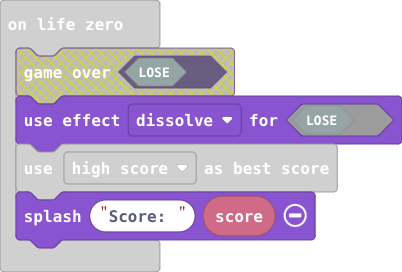 on life zero
game over LOSE
use effect dissolve for LOSE
use high score as best score
splash "Score: " score